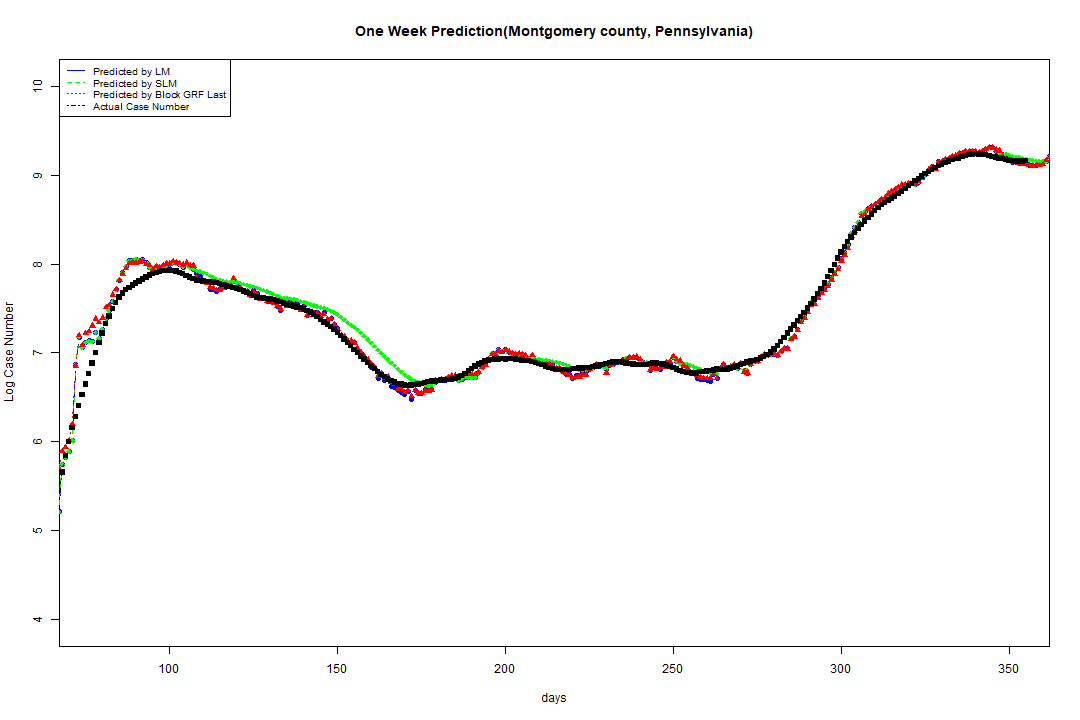 One Week Prediction(Montgomery county, Pennsylvania)
Predicted by LM
Predicted by SLM
Predicted by Block GRF Last
Actual Case Number
10
9
8
7
6
5
4
Log Case Number
100 150 200 250 300 350
days